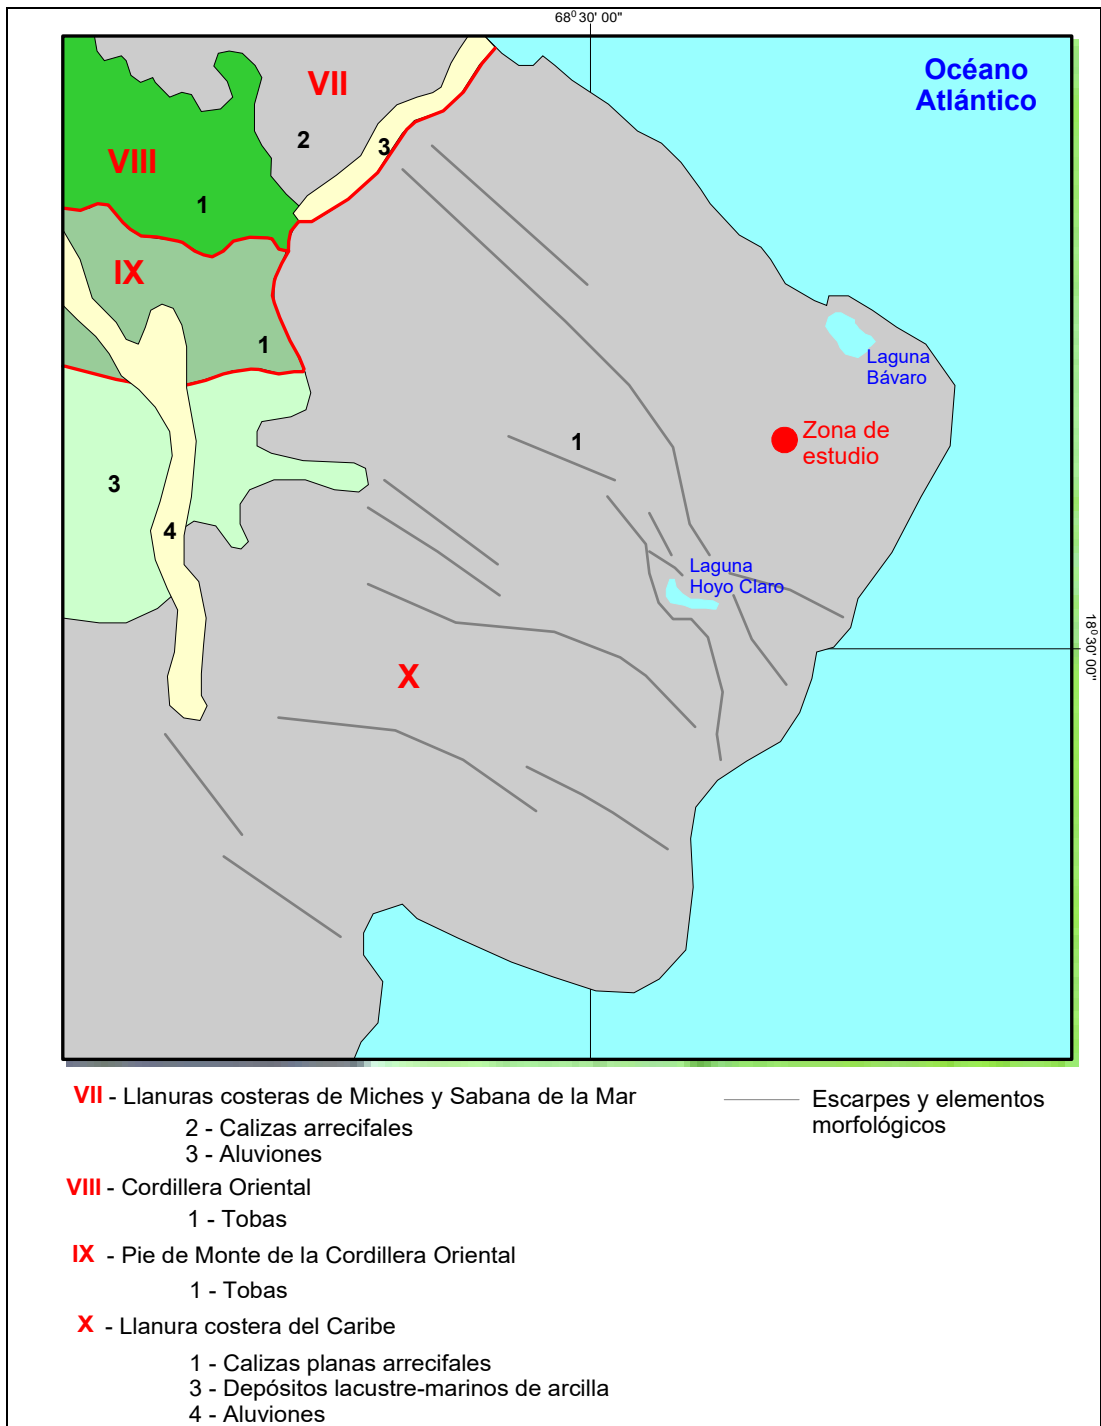 68⁰ 30' 00"
Océano
Atlántico
VII
2
3
VIII
1
IX
1
Laguna
Bávaro
Zona de
estudio
1
3
4
Laguna
Hoyo Claro
18⁰ 30' 00"
X
VII - Llanuras costeras de Miches y Sabana de la Mar
2 - Calizas arrecifales
3 - Aluviones
Escarpes y elementos
morfológicos
VIII - Cordillera Oriental
1 - Tobas
IX - Pie de Monte de la Cordillera Oriental
1 - Tobas
X - Llanura costera del Caribe
1 - Calizas planas arrecifales
3 - Depósitos lacustre-marinos de arcilla
4 - Aluviones